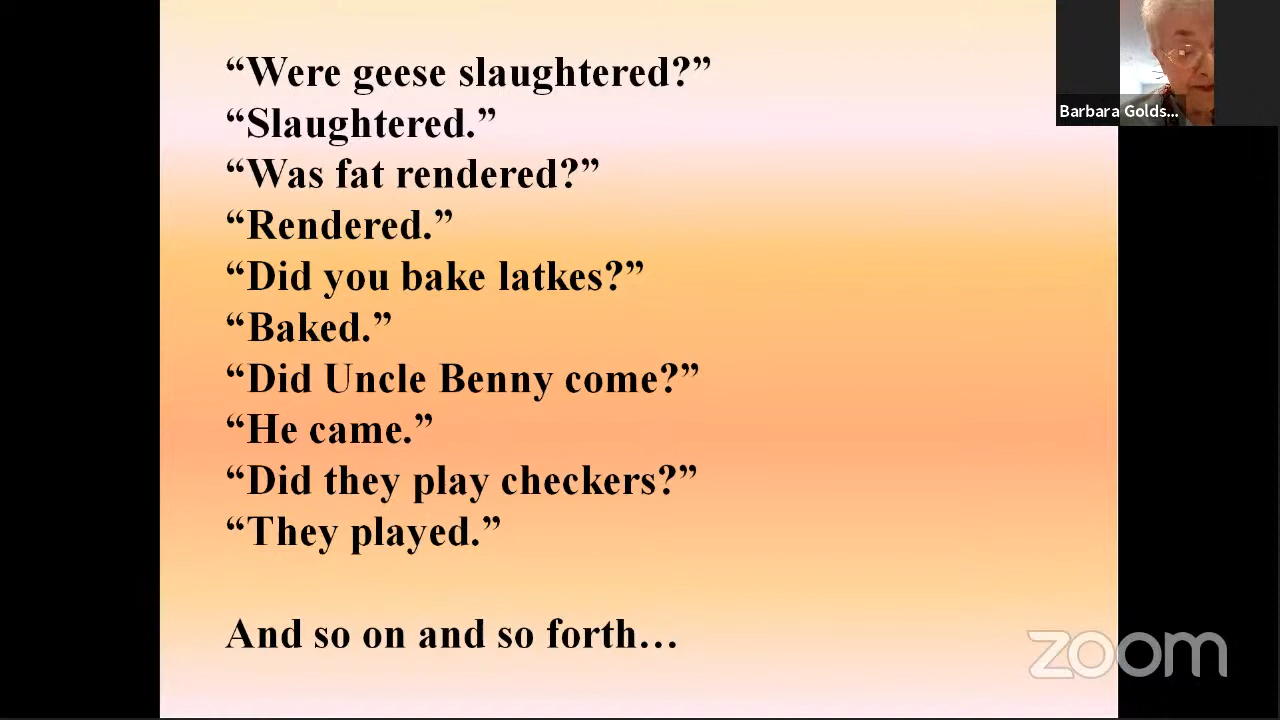 “Were geese slaughtered?”
“Slaughtered.”
“Was fat rendered?”
“Rendered.”
“Did you bake latkes?”
“Baked.”
“Did Uncle Benny come?”
“He came.”
“Did they play checkers?”
“They played.”
And so on and so forth…
Barbara Golds...
zoom